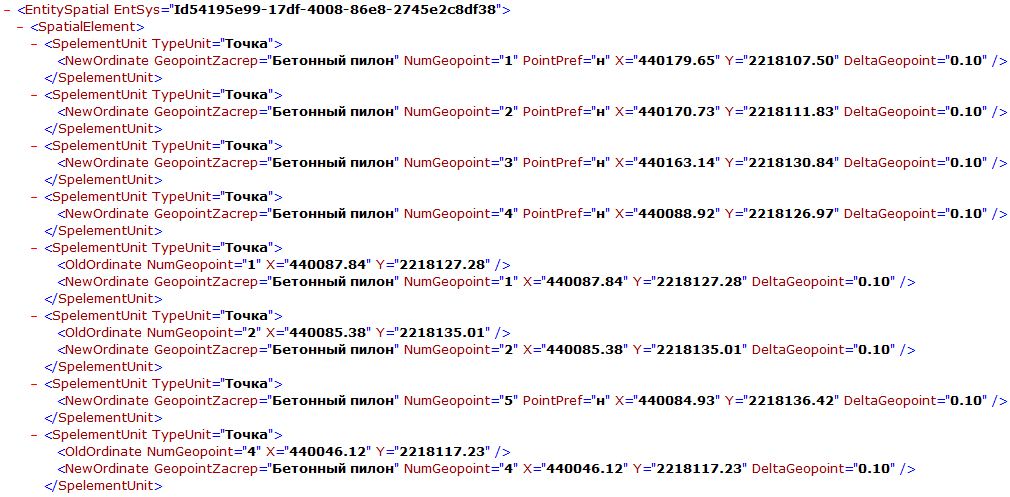 - <EntitySpatial EntSys="Id54195e99-17df-4008-86e8-2745e2c8df38">
- <SpatialElement>
- <SpelementUnit TypeUnit="Точка">
<NewOrdinate GeopointZacrep="Бетонный пилон" NumGeopoint="1" PointPref="н" X="440179.65" Y="2218107.50" DeltaGeopoint="0.10" />
</SpelementUnit>
- <SpelementUnit TypeUnit="Точка">
<NewOrdinate GeopointZacrep="Бетонный пилон" NumGeopoint="2" PointPref="н" X="440170.73" Y="2218111.83" DeltaGeopoint="0.10" />
</SpelementUnit>
- <SpelementUnit TypeUnit="Точка">
<NewOrdinate GeopointZacrep="Бетонный пилон" NumGeopoint="3" PointPref="н" X="440163.14" Y="2218130.84" DeltaGeopoint="0.10" />
</SpelementUnit>
- <SpelementUnit TypeUnit="Точка">
<NewOrdinate GeopointZacrep="Бетонный пилон" NumGeopoint="4" PointPref="н" X="440088.92" Y="2218126.97" DeltaGeopoint="0.10" />
</SpelementUnit>
- <SpelementUnit TypeUnit="Точка">
<OldOrdinate NumGeopoint="1" X="440087.84" Y="2218127.28" />
<NewOrdinate GeopointZacrep="Бетонный пилон" NumGeopoint="1" X="440087.84" Y="2218127.28" DeltaGeopoint="0.10" />
</SpelementUnit>
- <SpelementUnit TypeUnit="Точка">
<OldOrdinate NumGeopoint="2" X="440085.38" Y="2218135.01" />
<NewOrdinate GeopointZacrep="Бетонный пилон" NumGeopoint="2" X="440085.38" Y="2218135.01" DeltaGeopoint="0.10" />
</SpelementUnit>
- <SpelementUnit TypeUnit="Точка">
<NewOrdinate GeopointZacrep="Бетонный пилон" NumGeopoint="5" PointPref="н" X="440084.93" Y="2218136.42" DeltaGeopoint="0.10" />
</SpelementUnit>
- <SpelementUnit TypeUnit="Точка">
<OldOrdinate NumGeopoint="4" X="440046.12" Y="2218117.23" />
<NewOrdinate GeopointZacrep="Бетонный пилон" NumGeopoint="4" X="440046.12" Y="2218117.23" DeltaGeopoint="0.10" />
</SpelementUnit>